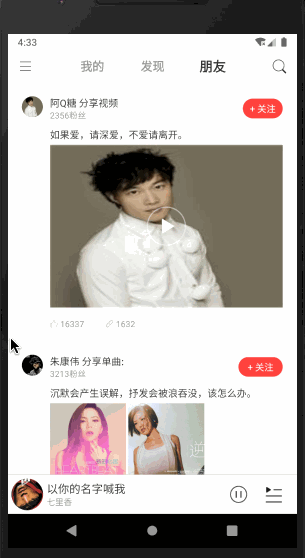 4:33
我的 发现 朋友
阿Q糖 分享视频
2356粉丝
+ 关注
如果爱，请深爱，不爱请离开。
16337 1632
朱康伟 分享单曲:
3213粉丝
+ 关注
沉默会产生误解，抒发会被浪吞没，该怎么办。
逆
以你的名字喊我
七里香